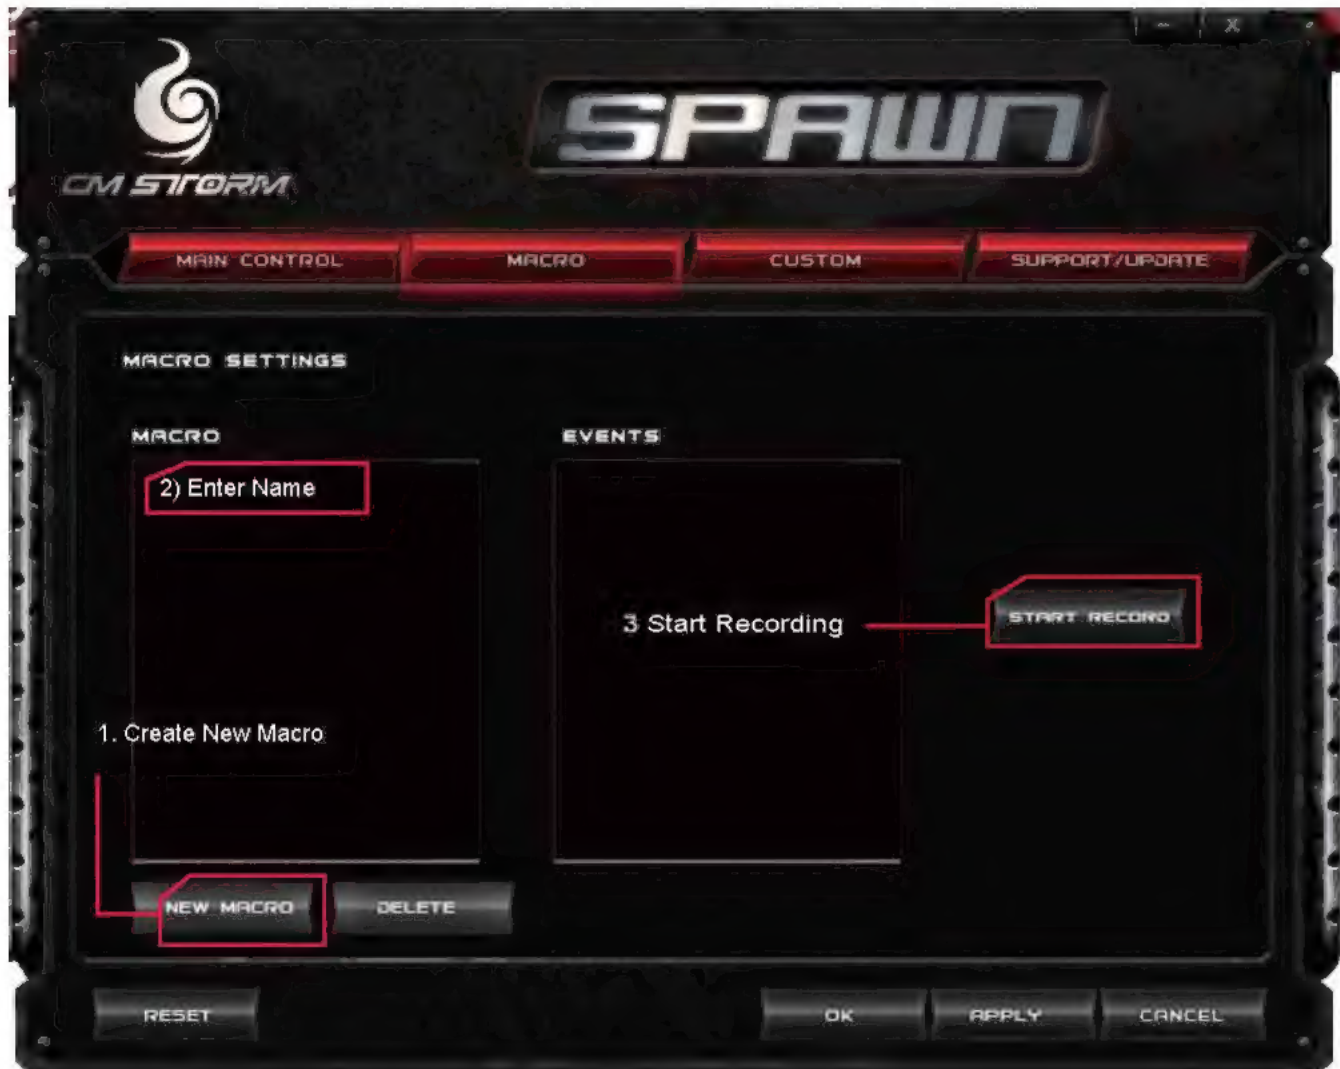 - X
CM STORM
SPAWN
MAIN CONTROL MACRO CUSTOM SUPPORT/UPDATE
MACRO SETTINGS
MACRO EVENTS
2) Enter Name
3 Start Recording START RECORD
1. Create New Macro
NEW MACRO DELETE
RESET OK APPLY CANCEL